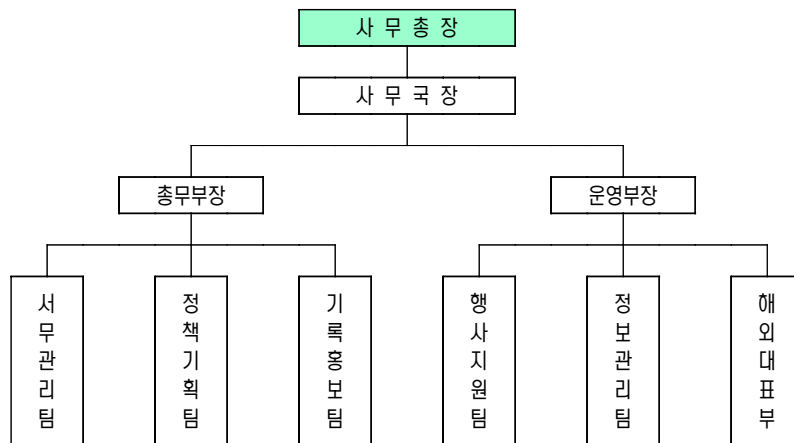 사 무 총 장
사 무 국 장
총무부장
운영부장
서무관리팀
정책기획팀
기록홍보팀
행사지원팀
정보관리팀
해외대표부